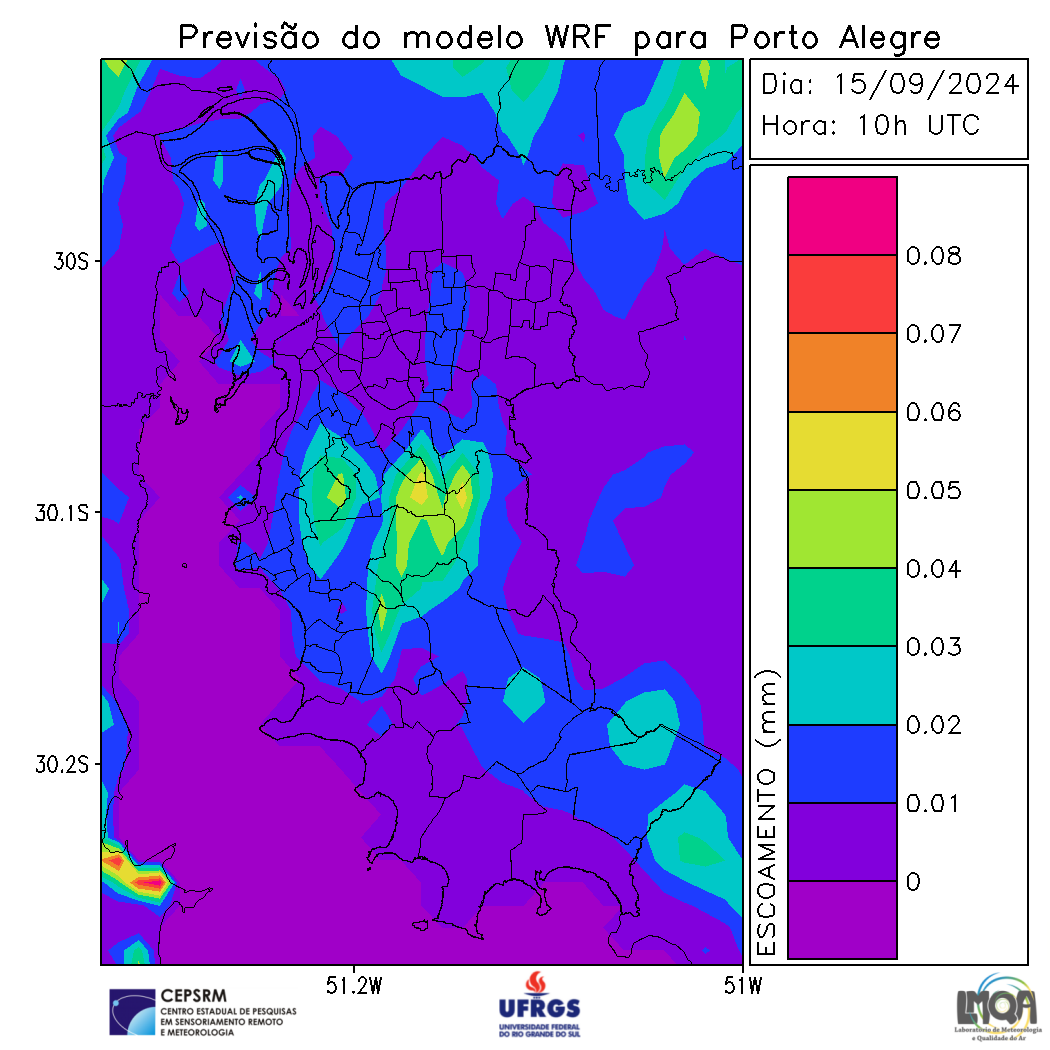 Previsão do modelo WRF para Porto Alegre
Dia: 15/09/2024
Hora: 10h UTC
30S
30.1S
30.2S
51.2W
51W
ESCOAMENTO (mm)
0.08
0.07
0.06
0.05
0.04
0.03
0.02
0.01
0
CEPSRM
CENTRO ESTADUAL DE PESQUISAS
EM SENSORIAMENTO REMOTO
E METEOROLOGIA
UFRGS
UNIVERSIDADE FEDERAL
DO RIO GRANDE DO SUL
LMQA
Laboratório de Meteorologia
e Qualidade do Ar